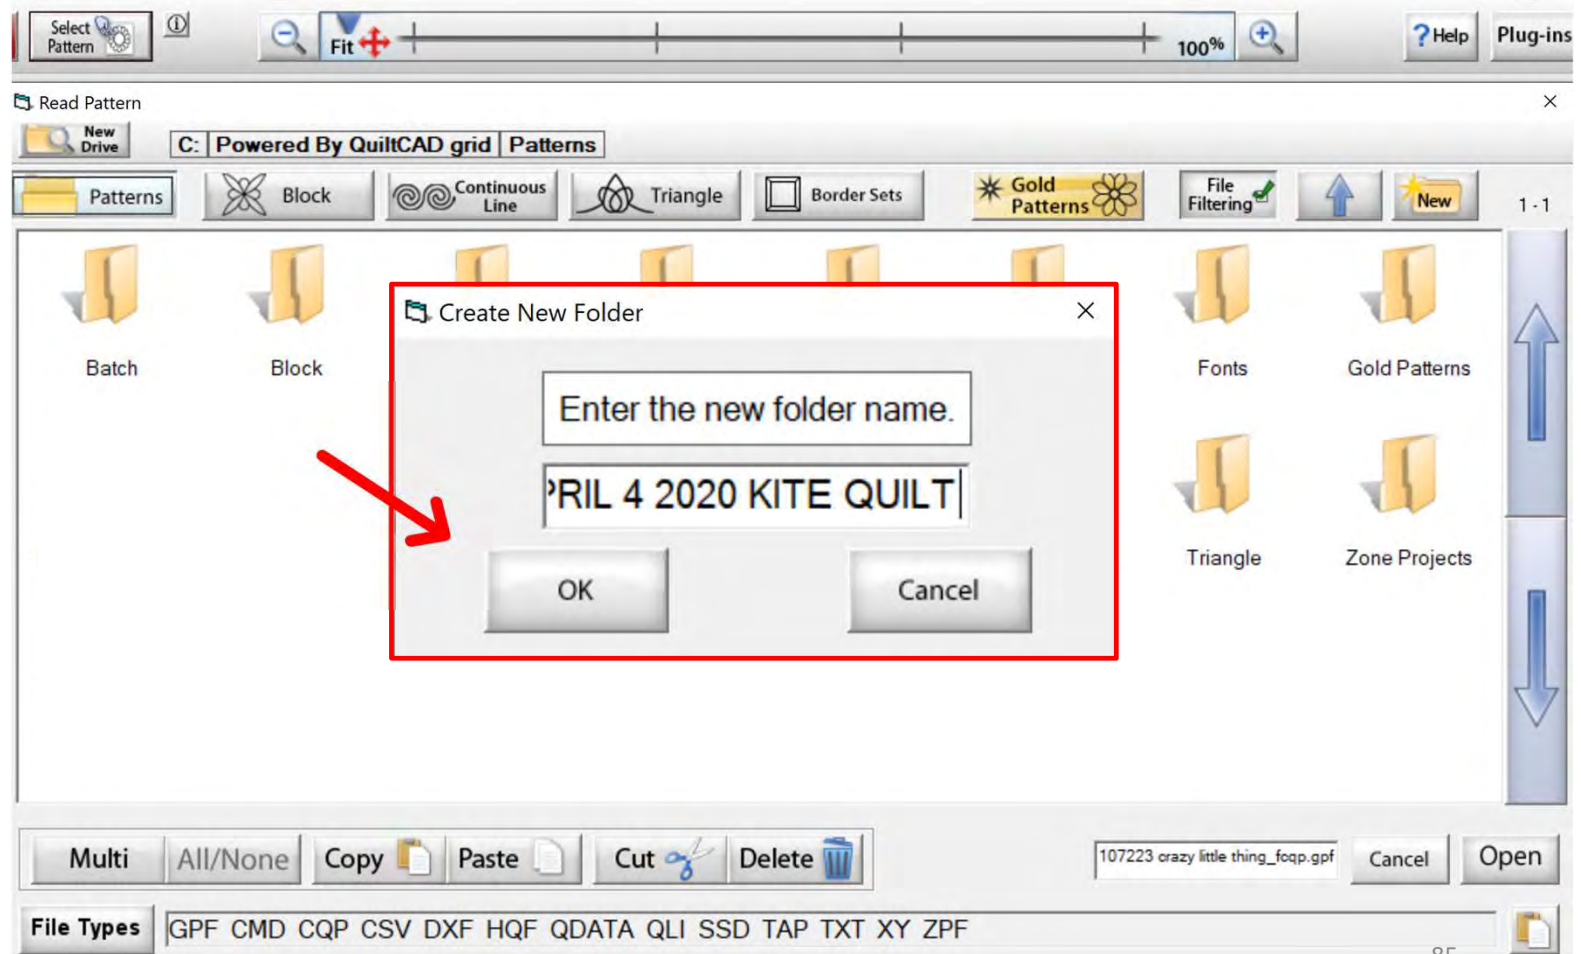 Select
Pattern
Fit
100%
?Help
Plug-ins
Read Pattern
New
Drive
C: Powered By QuiltCAD grid Patterns
Patterns
Block
Continuous
Line
Triangle
Border Sets
Gold
Patterns
File
Filtering
New
1 - 1
Create New Folder
Enter the new folder name.
PRIL 4 2020 KITE QUILT
OK
Cancel
Batch
Block
Fonts
Gold Patterns
Triangle
Zone Projects
Multi
All/None
Copy
Paste
Cut
Delete
107223 crazy little thing_fcqp.gpf
Cancel
Open
File Types
GPF CMD CQP CSV DXF HQF QDATA QLI SSD TAP TXT XY ZPF